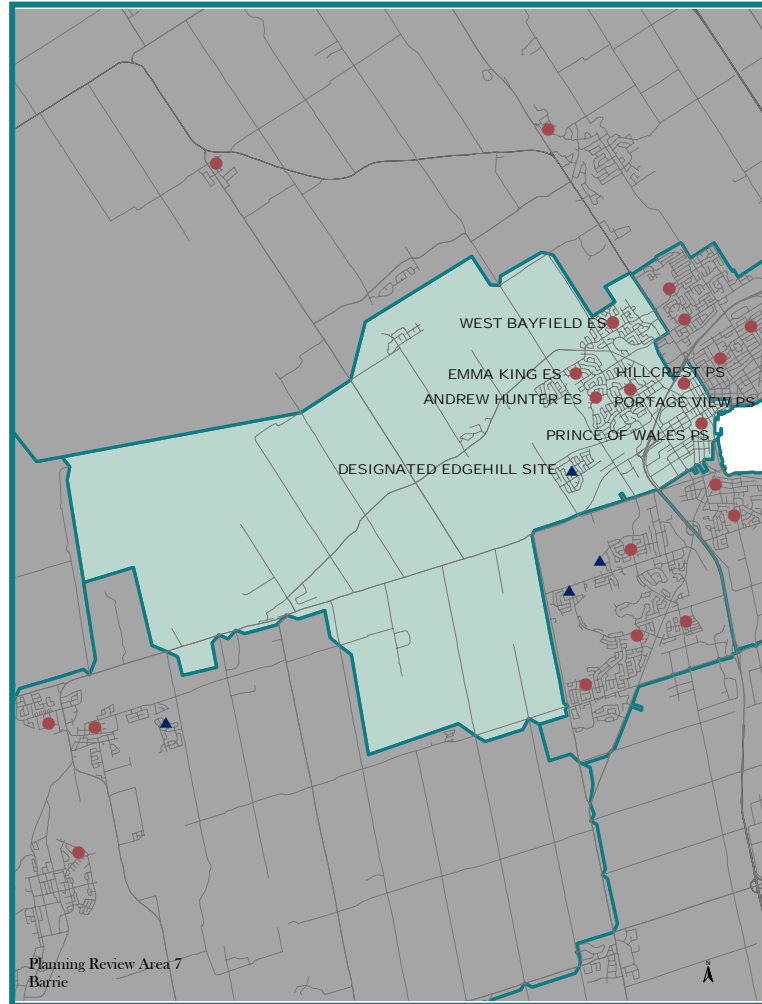 WEST BAYFIELD ES
HILLCREST PS
EMMA KING ES
ANDREW HUNTER ES
PORTAGE VIEW PS
PRINCE OF WALES PS
DESIGNATED EDGEHILL SITE
Planning Review Area 7
Barrie
N